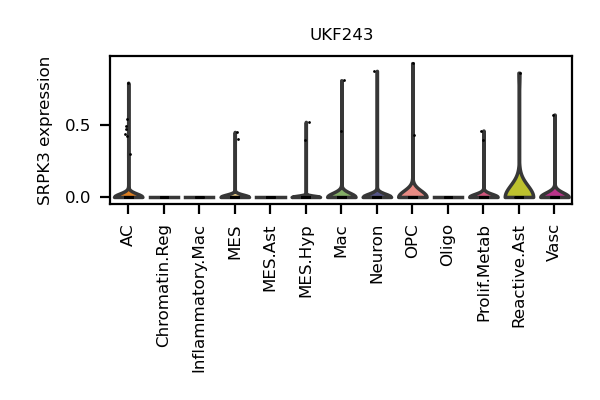 UKF243
SRPK3 expression
0.5
0.0
AC
Chromatin.Reg
Inflammatory.Mac
MES
MES.Ast
MES.Hyp
Mac
Neuron
OPC
Oligo
Prolif.Metab
Reactive.Ast
Vasc